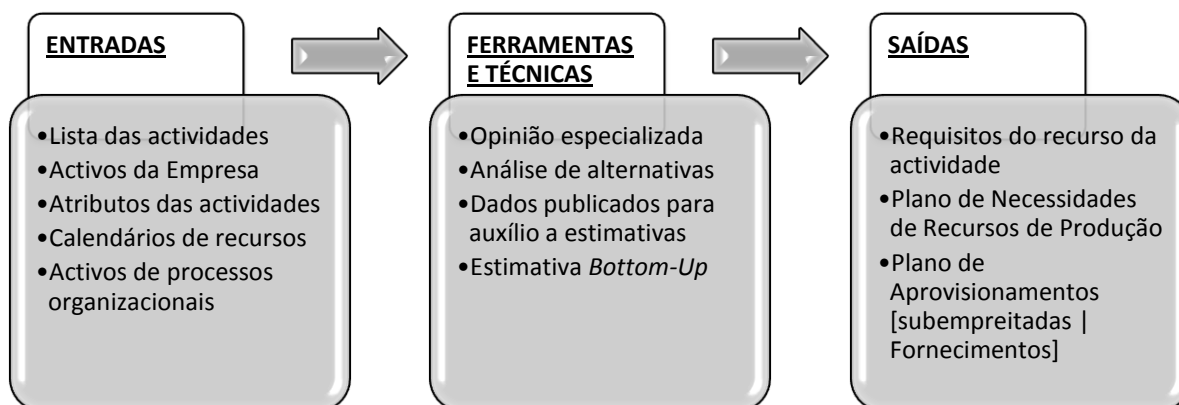 ENTRADAS
•Lista das actividades
•Activos da Empresa
•Atributos das actividades
•Calendários de recursos
•Activos de processos
organizacionais
FERRAMENTAS
E TÉCNICAS
•Opinião especializada
•Análise de alternativas
•Dados publicados para
auxílio a estimativas
•Estimativa Bottom-Up
SAÍDAS
•Requisitos do recurso da
actividade
•Plano de Necessidades
de Recursos de Produção
•Plano de
Aprovisionamentos
[subempreitadas |
Fornecimentos]